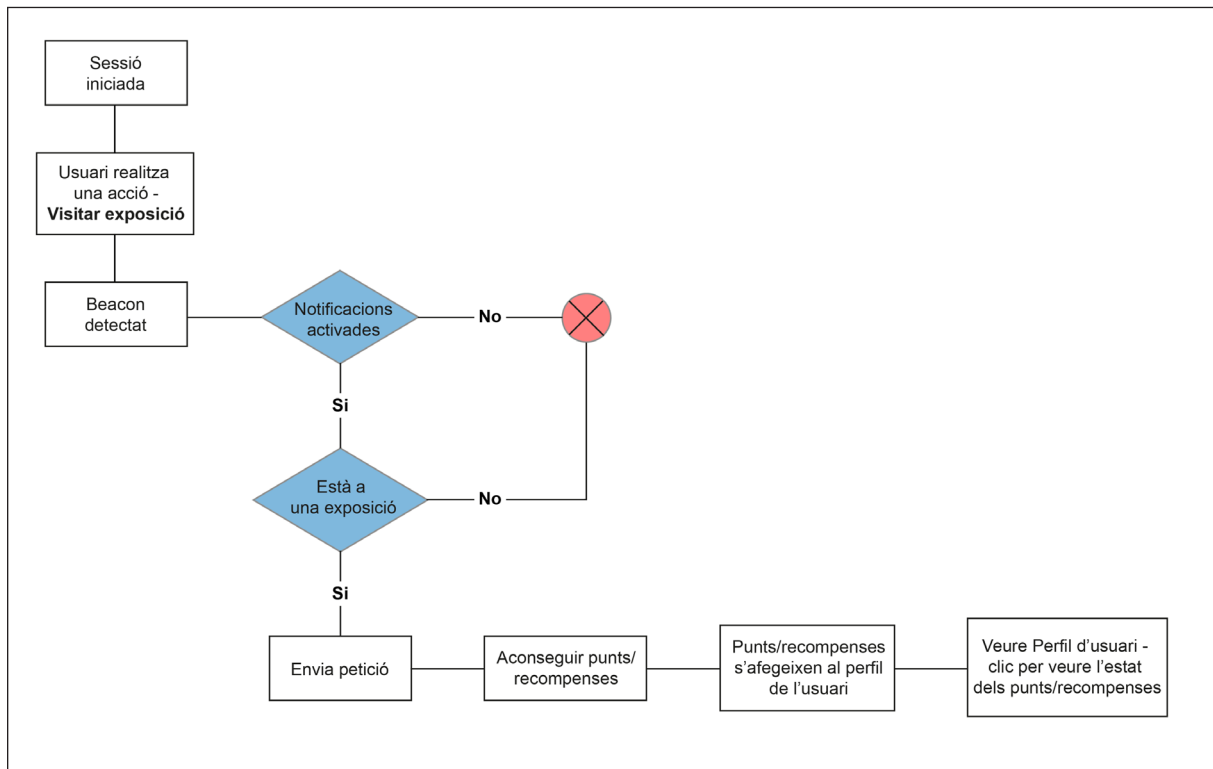 Sessió
iniciada
Usuari realitza
una acció -
Visitar exposició
Beacon
detectat
Notificacions
activades
No
Si
Està a
una exposició
No
Si
Envia petició
Aconseguir punts/
recompenses
Punts/recompenses
s’afegeixen al perfil
de l’usuari
Veure Perfil d’usuari -
clic per veure l’estat
dels punts/recompenses